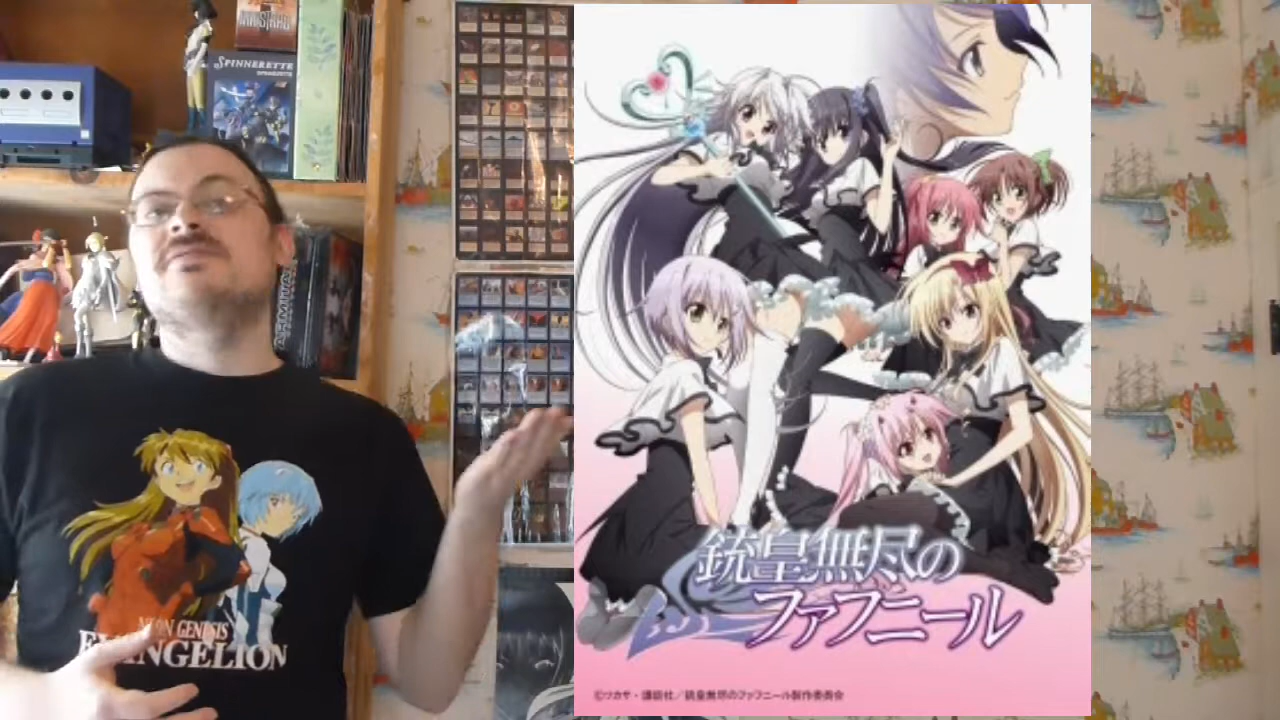 SPINNERETTE
NEON GENESIS
EVANGELION
銃皇無尽の
ファフニール
©ツカサ・講談社／銃皇無尽のファフニール製作委員会